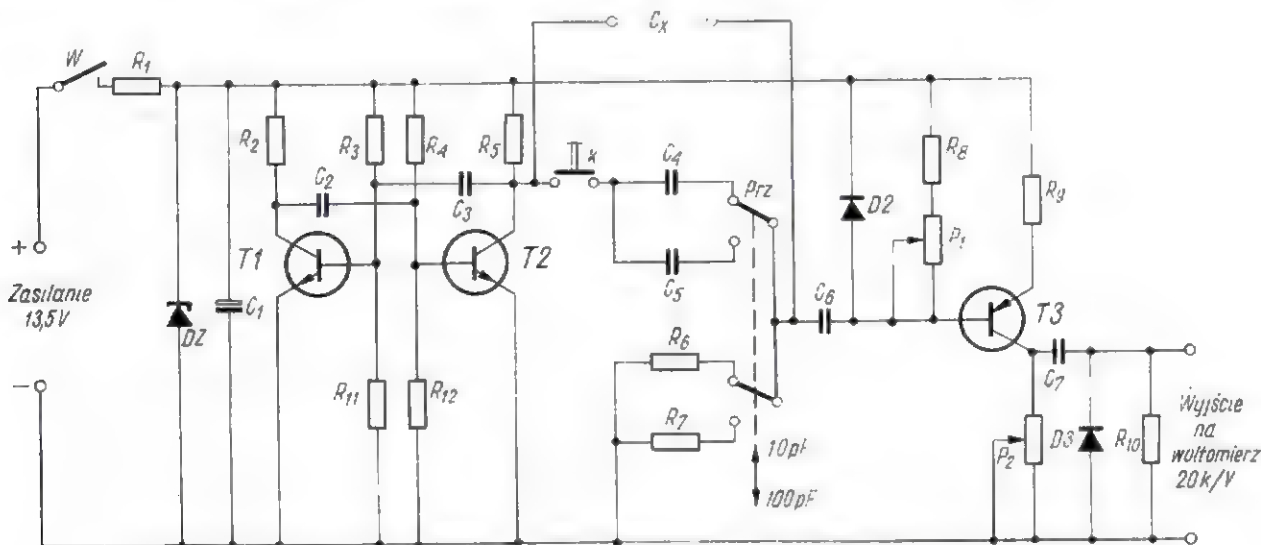 Cx
W
R1
R2
R3
R4
R5
k
C4
Prz
C2
C3
D2
R8
R9
P1
+
T1
T2
C5
Zasilanie
13,5V
DZ
C1
C6
T3
−
R11
R12
R6
R7
C7
10pF
100pF
P2
D3
R10
Wyjście
na
woltomierz
20k/V